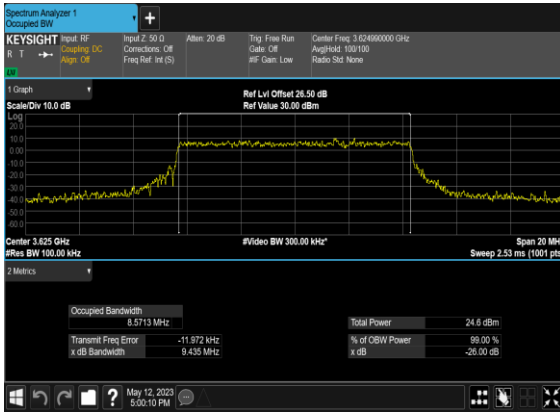 Spectrum Analyzer 1
Occupied BW
KEYSIGHT Input: RF Input Z: 50 Ω Atten: 20 dB Trig: Free Run Center Freq: 3.624990000 GHz
R T Coupling: DC Corrections: Off Gate: Off Avg|Hold: 100/100
Align: Off Freq Ref: Int (S) #IF Gain: Low Radio Std: None
1 Graph
Ref Lvl Offset 26.50 dB
Scale/Div 10.0 dB Ref Value 30.00 dBm
Log
20.0
10.0
0.00
-10.0
-20.0
-30.0
-40.0
-50.0
-60.0
Center 3.625 GHz #Video BW 300.00 kHz* Span 20 MH
#Res BW 100.00 kHz Sweep 2.53 ms (1001 pts
2 Metrics
Occupied Bandwidth
8.5713 MHz Total Power 24.6 dBm
Transmit Freq Error -11.972 kHz % of OBW Power 99.00 %
x dB Bandwidth 9.435 MHz x dB -26.00 dB
May 12, 2023
5:00:10 PM